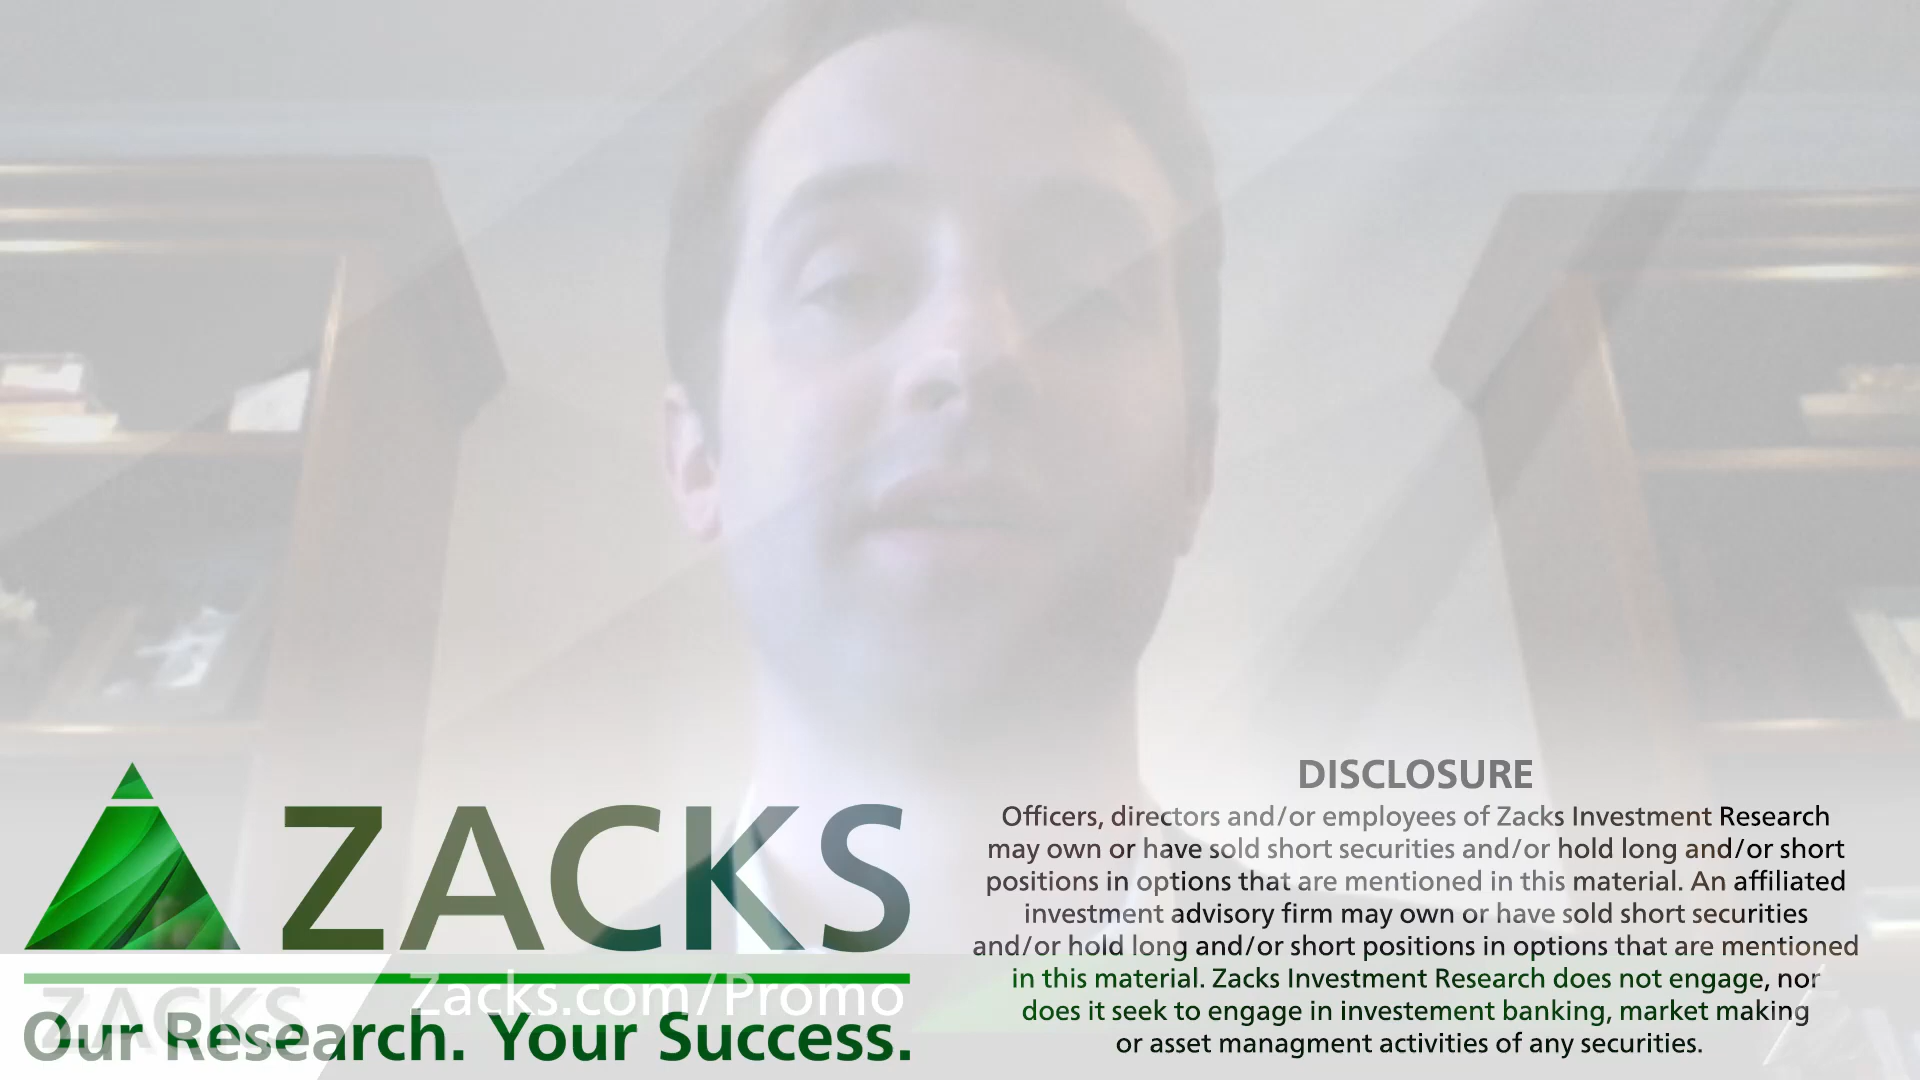 ZACKS
Zacks.com/Promo
ZACKS
Our Research. Your Success.
DISCLOSURE
Officers, directors and/or employees of Zacks Investment Research
may own or have sold short securities and/or hold long and/or short
positions in options that are mentioned in this material. An affiliated
investment advisory firm may own or have sold short securities
and/or hold long and/or short positions in options that are mentioned
in this material. Zacks Investment Research does not engage, nor
does it seek to engage in investement banking, market making
or asset managment activities of any securities.